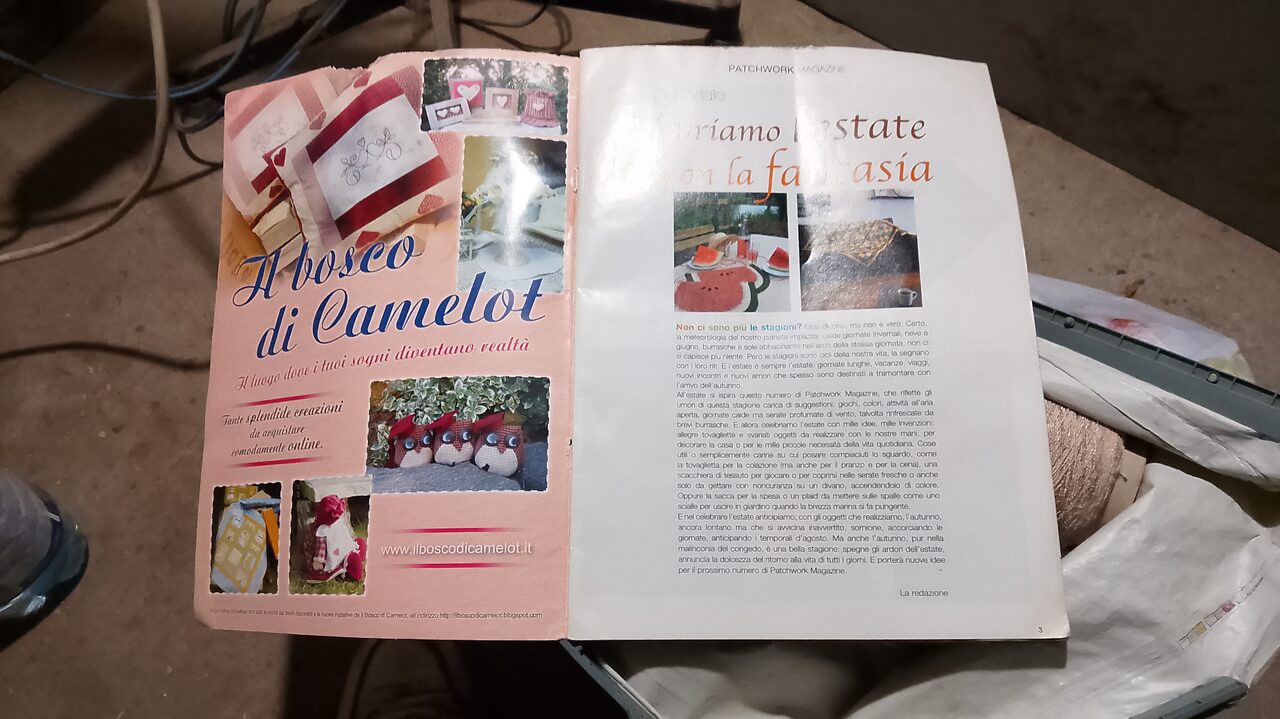 Il bosco
di Camelot
Il luogo dove i tuoi sogni diventano realtà
Tante splendide creazioni
da acquistare
comodamente online.
www.ilboscodicamelot.it
le nuove iniziative de Il Bosco di Camelot, all'indirizzo http://ilboscodicamelot.blogspot.com
PATCHWORK MAGAZINE
l'estate
la fantasia
Non ci sono più le stagioni? Così dicono, ma non è vero. Certo,
la meteorologia del nostro pianeta impazza: calde giornate invernali, neve a
giugno, burrasche e sole abbacinante nell'arch della stessa giornata, non ci
si capisce più niente. Però le stagioni sono cicli della nostra vita, la segnano
con i loro riti. E l'estate è sempre l'estate: giornate lunghe, vacanze, viaggi,
nuovi incontri e nuovi amori che spesso sono destinati a tramontare con
l'arrivo dell'autunno.
All'estate si ispira questo numero di Patchwork Magazine, che riflette gli
umori di questa stagione carica di suggestioni: giochi, colori, attività all'aria
aperta, giornate calde ma serate profumate di vento, talvolta rinfrescate da
brevi burrasche. E allora celebriamo l'estate con mille idee, mille invenzioni:
allegre tovagliette e svariati oggetti da realizzare con le nostre mani, per
decorare la casa o per le mille piccole necessità della vita quotidiana. Cose
utili o semplicemente carine su cui posare compiaciuti lo sguardo, come
la tovaglietta per la colazione (ma anche per il pranzo e per la cena), una
scacchiera di tessuto per giocare o per coprirsi nelle serate fresche o anche
solo da gettare con noncuranza su un divano, accendendolo di colore.
Oppure la sacca per la spesa o un plaid da mettere sulle spalle come uno
scialle per uscire in giardino quando la brezza marina si fa pungente.
E nel celebrare l'estate anticipiamo, con gli oggetti che realizziamo, l'autunno,
ancora lontano ma che si avvicina inavvertito, sornione, accorciando le
giornate, anticipando i temporali d'agosto. Ma anche l'autunno, pur nella
malinconia del congedo, è una bella stagione: spegne gli ardori dell'estate,
annuncia la dolcezza del ritorno alla vita di tutti i giorni. E porterà nuove idee
per il prossimo numero di Patchwork Magazine.
La redazione
3